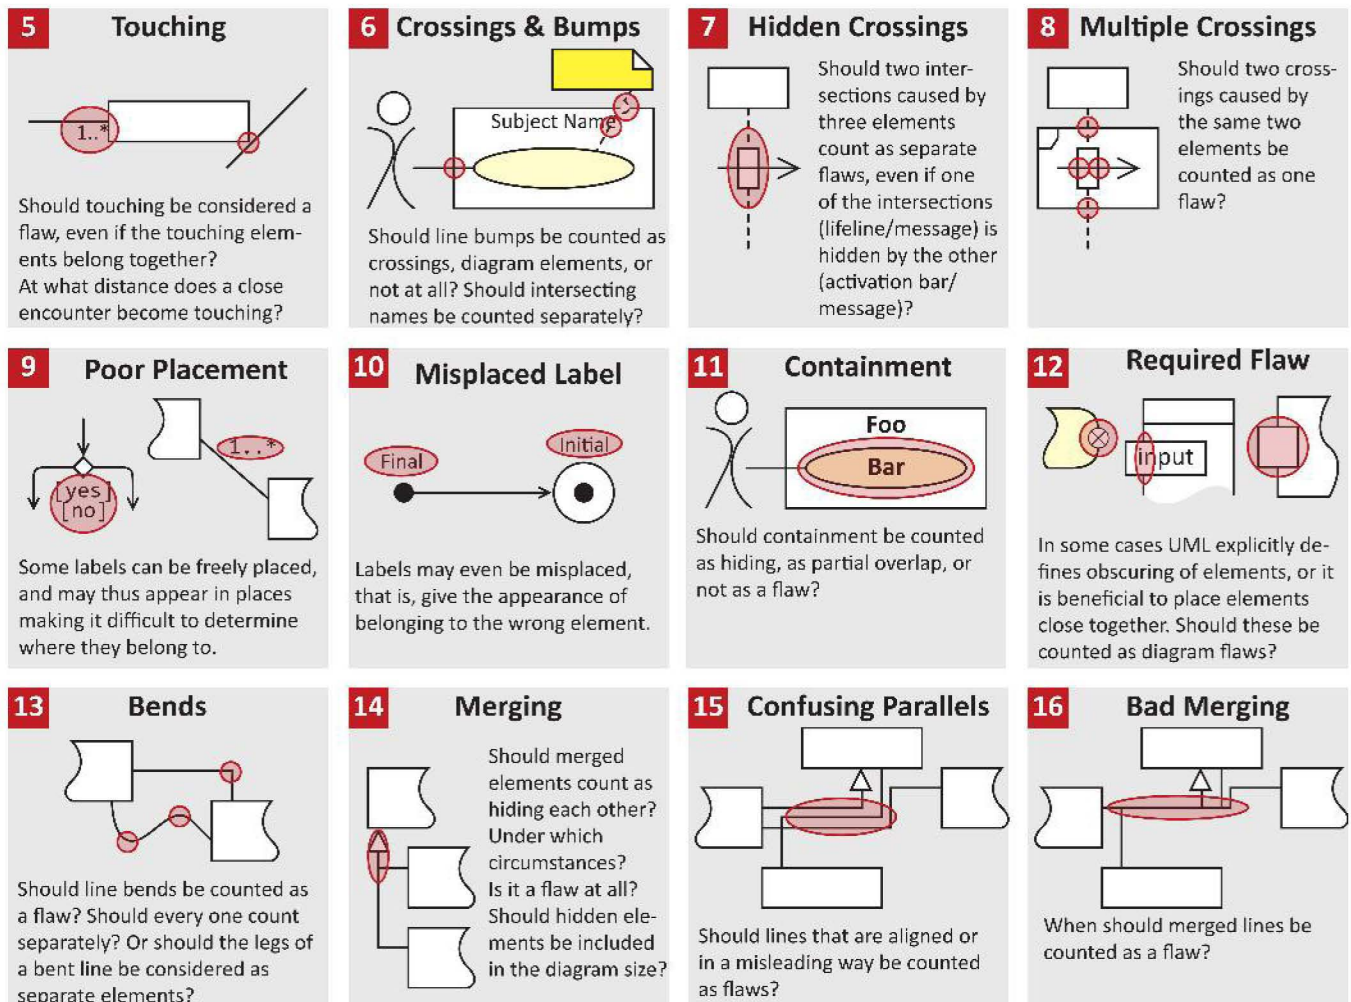 5 Touching
1..*
Should touching be considered a
flaw, even if the touching elem-
ents belong together?
At what distance does a close
encounter become touching?
6 Crossings & Bumps
Subject Name
Should line bumps be counted as
crossings, diagram elements, or
not at all? Should intersecting
names be counted separately?
7 Hidden Crossings
Should two inter-
sections caused by
three elements
count as separate
flaws, even if one
of the intersections
(lifeline/message) is
hidden by the other
(activation bar/
message)?
8 Multiple Crossings
Should two cross-
ings caused by
the same two
elements be
counted as one
flaw?
9 Poor Placement
1..*
[yes]
[no]
Some labels can be freely placed,
and may thus appear in places
making it difficult to determine
where they belong to.
10 Misplaced Label
Initial
Final
Labels may even be misplaced,
that is, give the appearance of
belonging to the wrong element.
11 Containment
Foo
Bar
Should containment be counted
as hiding, as partial overlap, or
not as a flaw?
12 Required Flaw
input
In some cases UML explicitly de-
fines obscuring of elements, or it
is beneficial to place elements
close together. Should these be
counted as diagram flaws?
13 Bends
Should line bends be counted as
a flaw? Should every one count
separately? Or should the legs of
a bent line be considered as
separate elements?
14 Merging
Should merged
elements count as
hiding each other?
Under which
circumstances?
Is it a flaw at all?
Should hidden ele-
ments be included
in the diagram size?
15 Confusing Parallels
Should lines that are aligned or
in a misleading way be counted
as flaws?
16 Bad Merging
When should merged lines be
counted as a flaw?